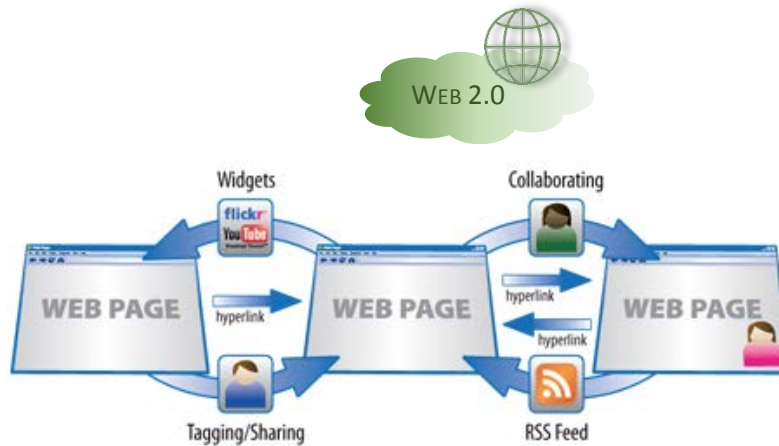 WEB 2.0
Widgets
Collaborating
flickr
YouTube
WEB PAGE
WEB PAGE
WEB PAGE
hyperlink
hyperlink
hyperlink
Tagging/Sharing
RSS Feed